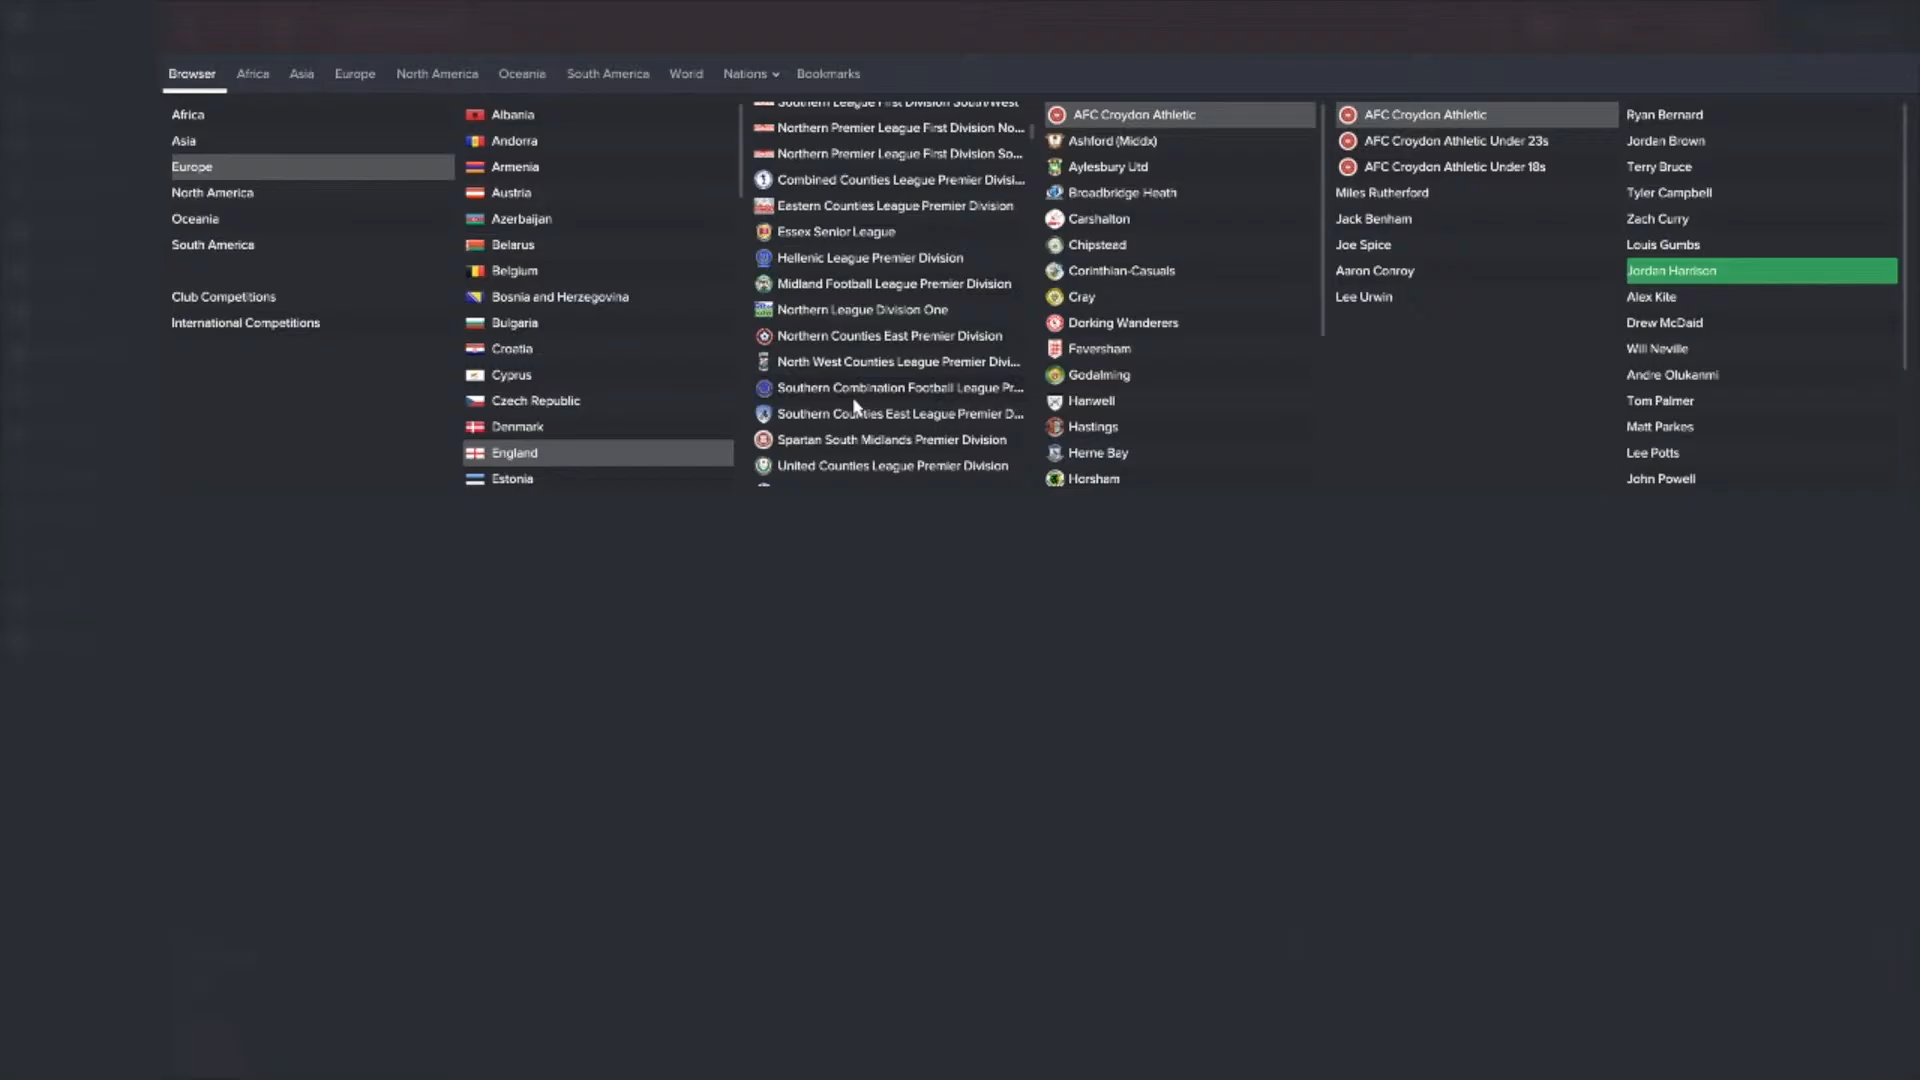 Browser
Africa
Asia
Europe
North America
Oceania
South America
World
Nations
Bookmarks
Africa
Asia
Europe
North America
Oceania
South America
Club Competitions
International Competitions
Albania
Andorra
Armenia
Austria
Azerbaijan
Belarus
Belgium
Bosnia and Herzegovina
Bulgaria
Croatia
Cyprus
Czech Republic
Denmark
England
Estonia
Southern League First Division South/West
Northern Premier League First Division No...
Northern Premier League First Division So...
Combined Counties League Premier Divisi...
Eastern Counties League Premier Division
Essex Senior League
Hellenic League Premier Division
Midland Football League Premier Division
Northern League Division One
Northern Counties East Premier Division
North West Counties League Premier Divi...
Southern Combination Football League Pr...
Southern Counties East League Premier D...
Spartan South Midlands Premier Division
United Counties League Premier Division
AFC Croydon Athletic
Ashford (Middx)
Aylesbury Utd
Broadbridge Heath
Carshalton
Chipstead
Corinthian-Casuals
Cray
Dorking Wanderers
Faversham
Godalming
Hanwell
Hastings
Herne Bay
Horsham
AFC Croydon Athletic
AFC Croydon Athletic Under 23s
AFC Croydon Athletic Under 18s
Miles Rutherford
Jack Benham
Joe Spice
Aaron Conroy
Lee Urwin
Ryan Bernard
Jordan Brown
Terry Bruce
Tyler Campbell
Zach Curry
Louis Gumbs
Jordan Harrison
Alex Kite
Drew McDaid
Will Neville
Andre Olukanmi
Tom Palmer
Matt Parkes
Lee Potts
John Powell